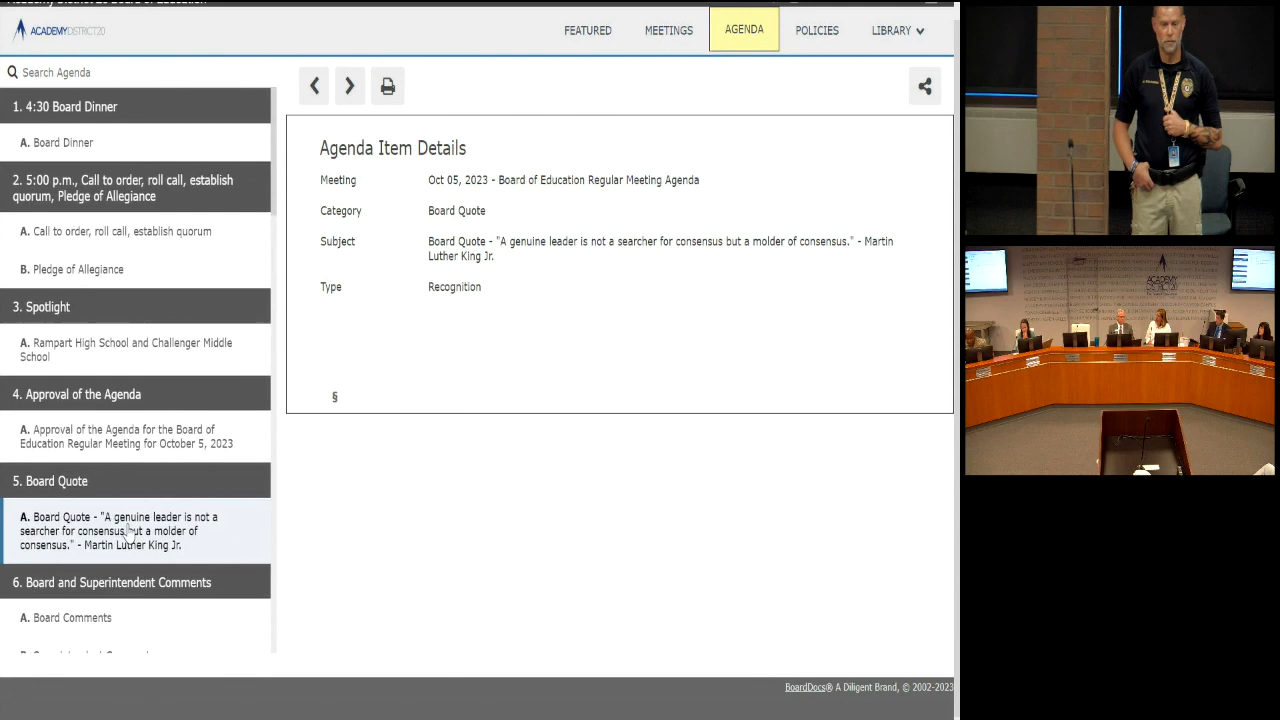 Academy District 20 Board of Education
ACADEMYDISTRICT20
FEATURED
MEETINGS
AGENDA
POLICIES
LIBRARY
Search Agenda
1. 4:30 Board Dinner
A. Board Dinner
2. 5:00 p.m., Call to order, roll call, establish
quorum, Pledge of Allegiance
A. Call to order, roll call, establish quorum
B. Pledge of Allegiance
3. Spotlight
A. Rampart High School and Challenger Middle
School
4. Approval of the Agenda
A. Approval of the Agenda for the Board of
Education Regular Meeting for October 5, 2023
5. Board Quote
A. Board Quote - "A genuine leader is not a
searcher for consensus but a molder of
consensus." - Martin Luther King Jr.
6. Board and Superintendent Comments
A. Board Comments
Agenda Item Details
Meeting
Oct 05, 2023 - Board of Education Regular Meeting Agenda
Category
Board Quote
Subject
Board Quote - "A genuine leader is not a searcher for consensus but a molder of consensus." - Martin
Luther King Jr.
Type
Recognition
§
BoardDocs® A Diligent Brand, © 2002-2023
ACADEMY
DISTRICT